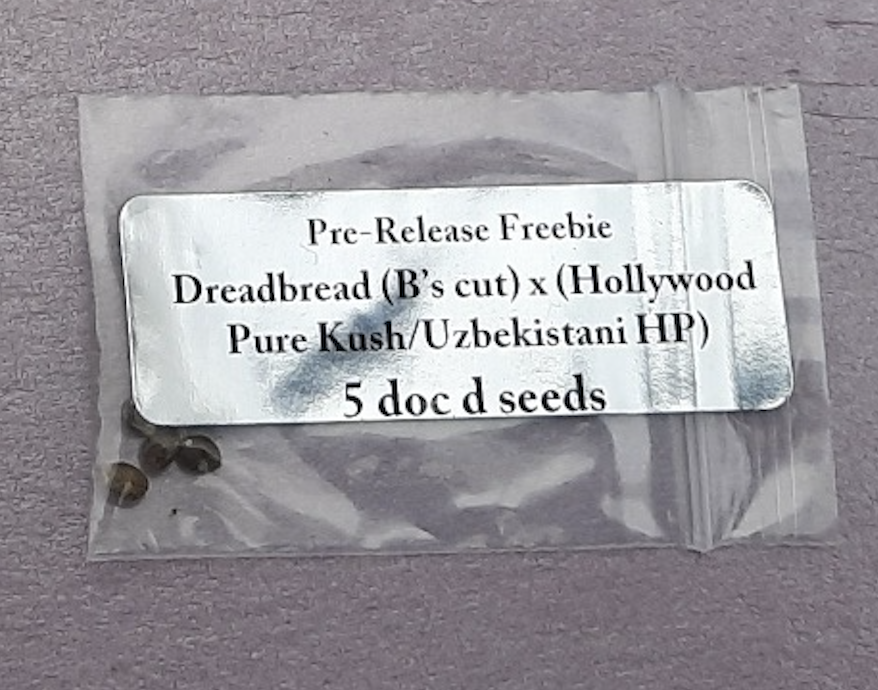 Pre-Release Freebie
Dreadbread (B's cut) x (Hollywood
Pure Kush/Uzbekistani HP)
5 doc d seeds